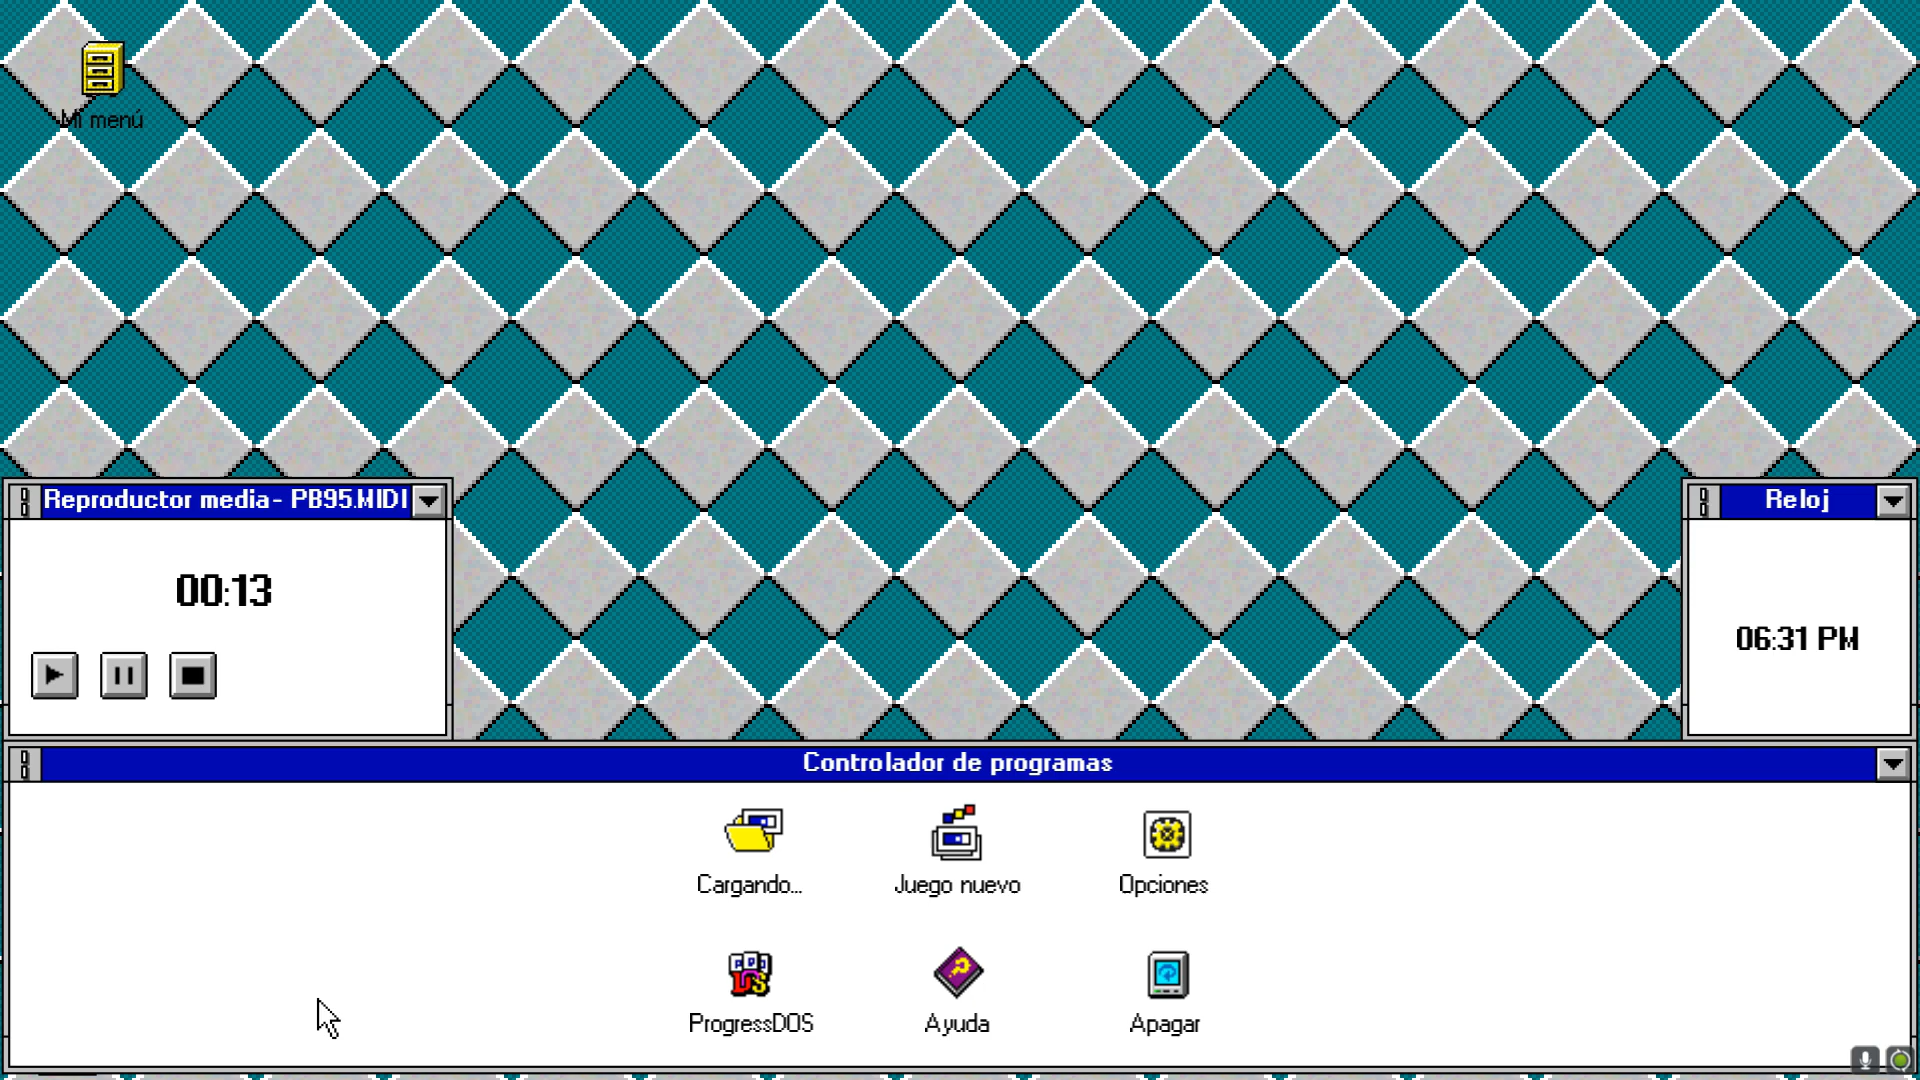 Mi menú
Reproductor media- PB95.MIDI
00:13
Reloj
06:31 PM
Controlador de programas
Cargando...
Juego nuevo
Opciones
ProgressDOS
Ayuda
Apagar